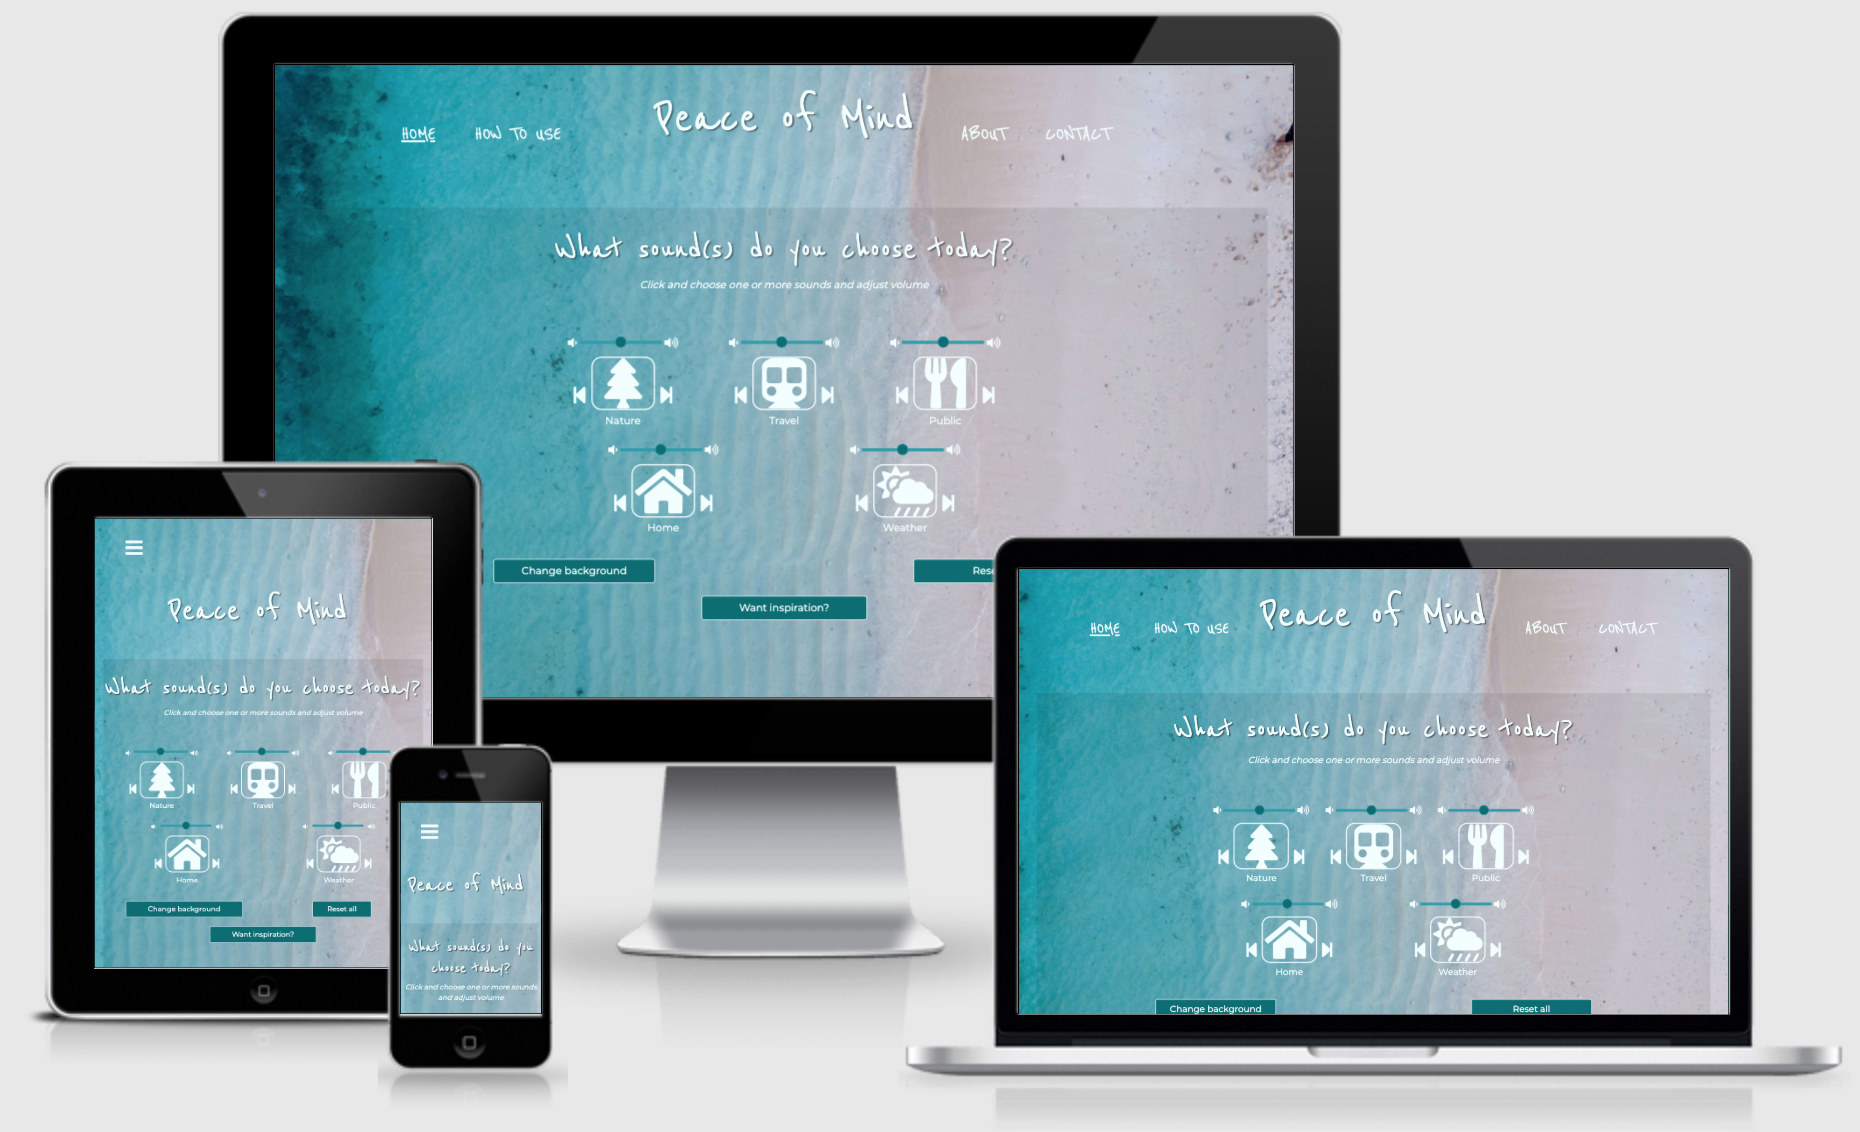 HOME HOW TO USE Peace of Mind ABOUT CONTACT
What sound(s) do you choose today?
Click and choose one or more sounds and adjust volume
Nature Travel Public
Home Weather
Change background Rese
Want inspiration?
Peace of Mind
What sound(s) do you choose today?
Click and choose one or more sounds and adjust volume
Nature Travel Public
Home Weather
Change background Reset all
Want inspiration?
Peace of Mind
What sound(s) do you
choose today?
Click and choose one or more sounds
and adjust volume
HOME HOW TO USE Peace of Mind ABOUT CONTACT
What sound(s) do you choose today?
Click and choose one or more sounds and adjust volume
Nature Travel Public
Home Weather
Change background Reset all